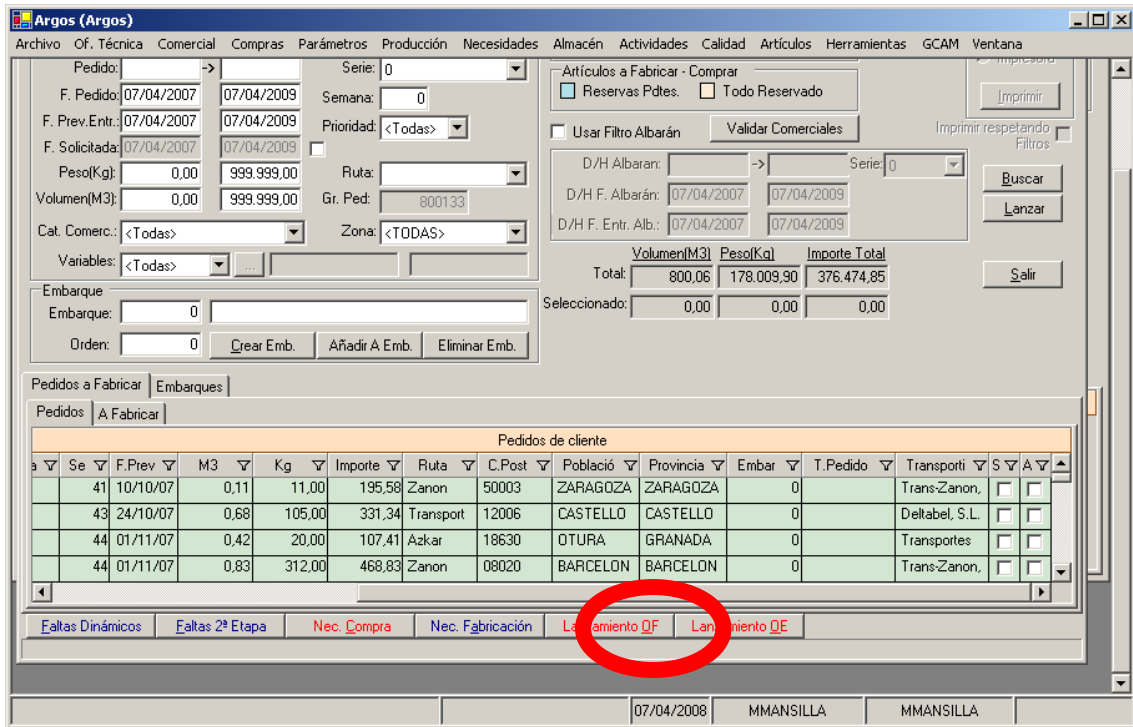 Argos (Argos)
Archivo Of. Técnica Comercial Compras Parámetros Producción Necesidades Almacén Actividades Calidad Artículos Herramientas GCAM Ventana
Pedido: -> Serie: 0
F. Pedido: 07/04/2007 07/04/2009 Semana: 0
F. Prev.Entr.: 07/04/2007 07/04/2009 Prioridad: <Todas>
F. Solicitada: 07/04/2007 07/04/2009
Peso(Kg): 0,00 999.999,00 Ruta:
Volumen(M3): 0,00 999.999,00 Gr. Ped: 800133
Cat. Comerc.: <Todas> Zona: <TODAS>
Variables: <Todas> ...
Embarque
Embarque: 0
Orden: 0 Crear Emb. Añadir A Emb. Eliminar Emb.
Artículos a Fabricar - Comprar
Reservas Pdtes. Todo Reservado
Usar Filtro Albarán Validar Comerciales
D/H Albaran: -> Serie: 0
D/H F. Albarán: 07/04/2007 07/04/2009
D/H F. Entr. Alb.: 07/04/2007 07/04/2009
Volumen(M3) Peso(Kg) Importe Total
Total: 800,06 178.009,90 376.474,85
Seleccionado: 0,00 0,00 0,00
Impresora
Imprimir
Imprimir respetando
Filtros
Buscar
Lanzar
Salir
Pedidos a Fabricar Embarques
Pedidos A Fabricar
Pedidos de cliente
a Se F.Prev M3 Kg Importe Ruta C.Post Població Provincia Embar T.Pedido Transporti S A
41 10/10/07 0,11 11,00 195,58 Zanon 50003 ZARAGOZA ZARAGOZA 0 Trans-Zanon,
43 24/10/07 0,68 105,00 331,34 Transport 12006 CASTELLO CASTELLO 0 Deltabel, S.L.
44 01/11/07 0,42 20,00 107,41 Azkar 18630 OTURA GRANADA 0 Transportes
44 01/11/07 0,83 312,00 468,83 Zanon 08020 BARCELON BARCELON 0 Trans-Zanon,
Faltas Dinámicos Faltas 2ª Etapa Nec. Compra Nec. Fabricación Lanzamiento OF Lanzamiento OE
07/04/2008 MMANSILLA MMANSILLA